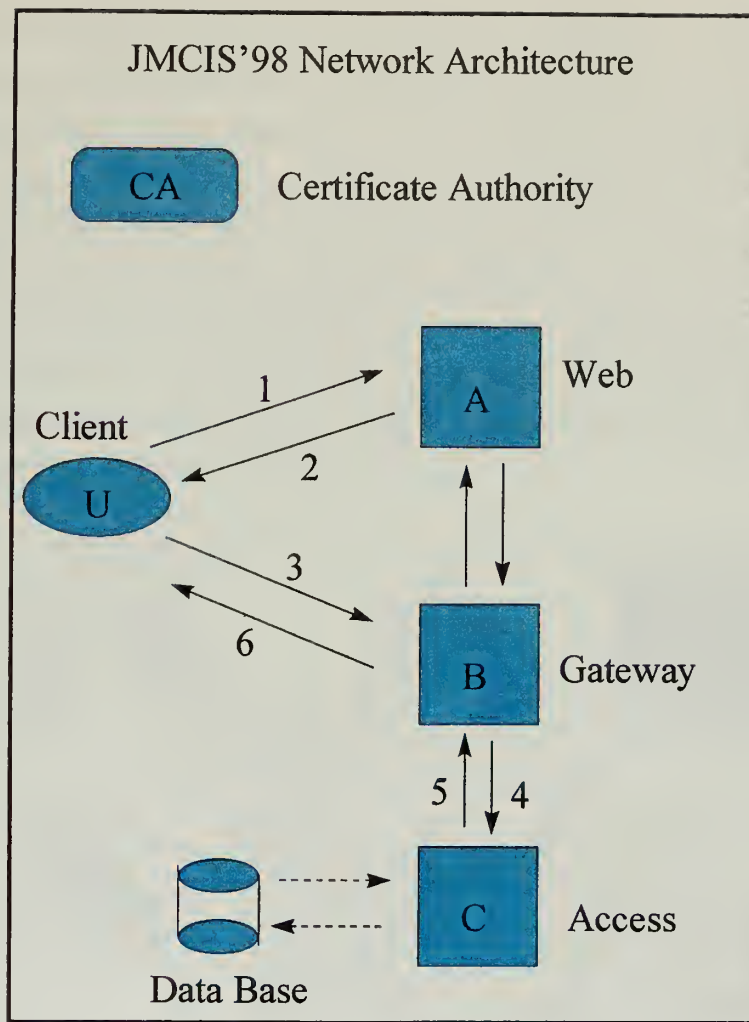 JMCIS’98 Network Architecture
CA
Certificate Authority
1
A
Web
Client
2
U
3
6
B
Gateway
5
4
C
Access
Data Base